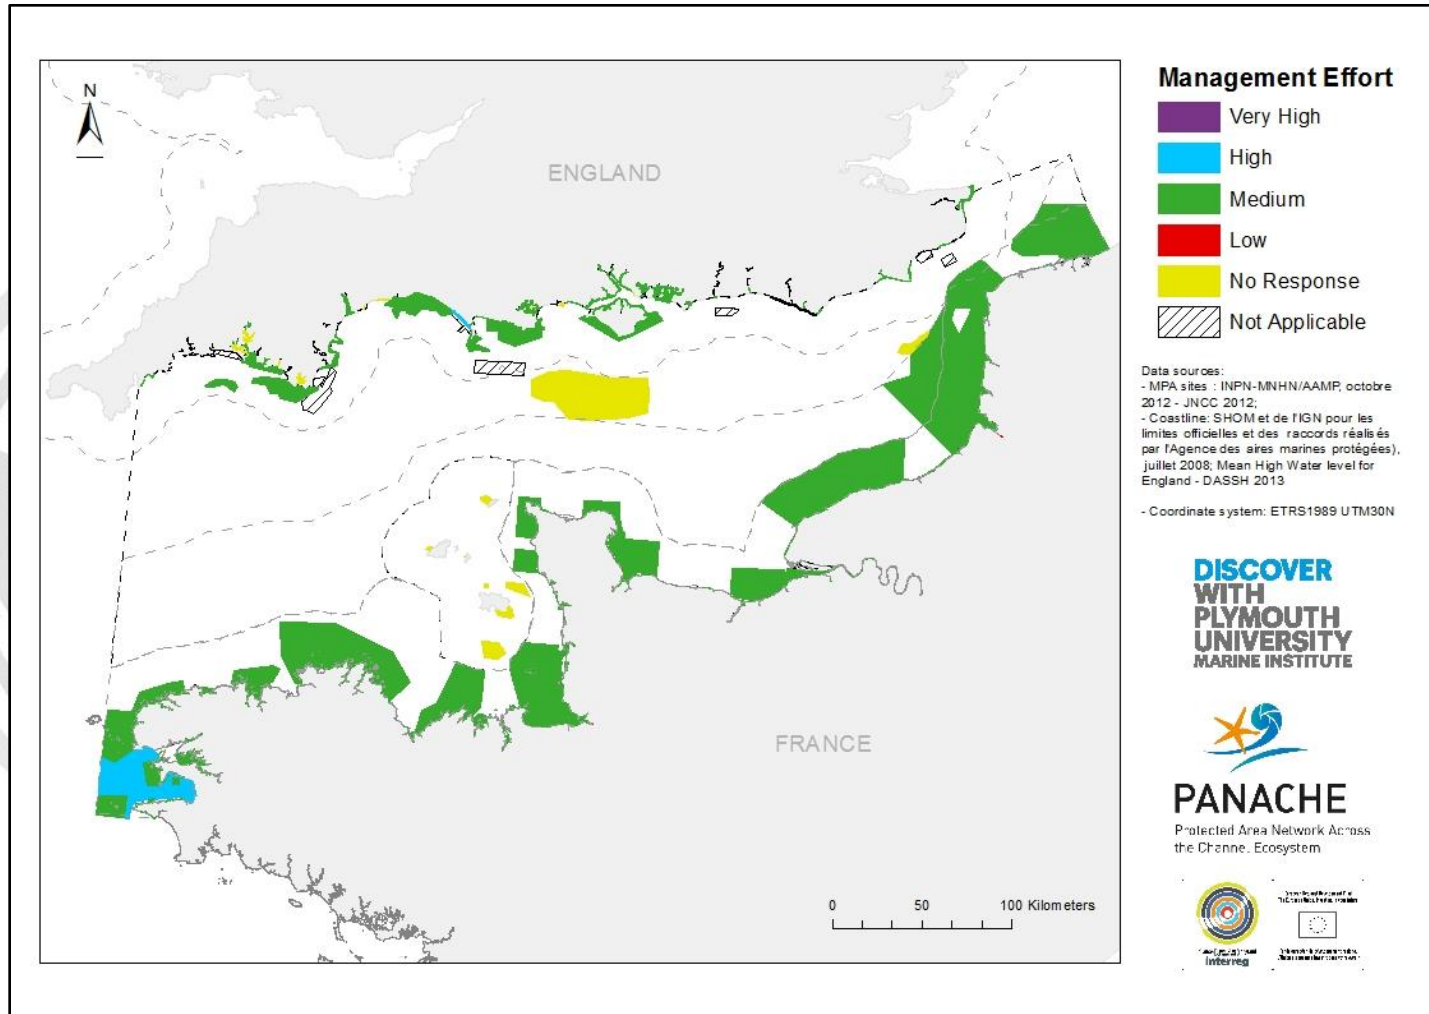 N
ENGLAND
FRANCE
0 50 100 Kilometers
Management Effort
Very High
High
Medium
Low
No Response
Not Applicable
Data sources:
- MPA sites : INPN-MNHN/AAMP, octobre
2012 - JNCC 2012;
- Coastline: SHOM et de l'IGN pour les
limites officielles et des raccords réalisés
par l'Agence des aires marines protégées),
juillet 2008; Mean High Water level for
England - DASSH 2013
- Coordinate system: ETRS1989 UTM30N
DISCOVER
WITH
PLYMOUTH
UNIVERSITY
MARINE INSTITUTE
PANACHE
Protected Area Network Across
the Channel Ecosystem
Interreg